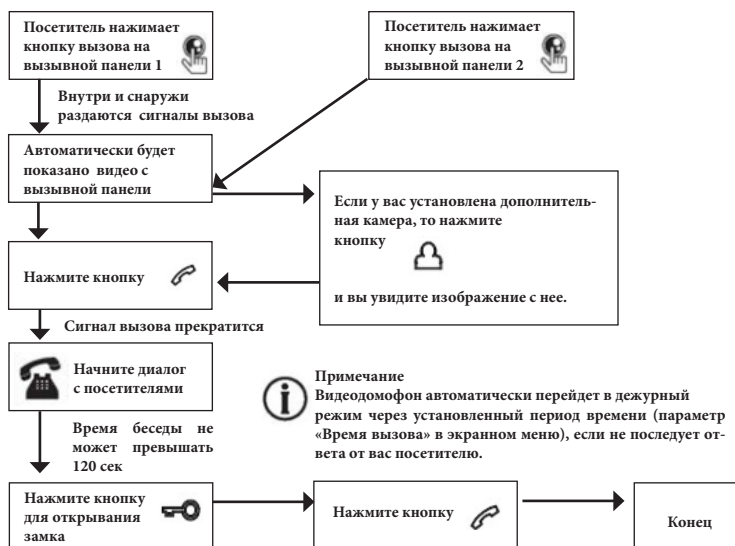 Посетитель нажимает
кнопку вызова на
вызывной панели 1
Посетитель нажимает
кнопку вызова на
вызывной панели 2
Внутри и снаружи
раздаются сигналы вызова
Автоматически будет
показано видео с
вызывной панели
Если у вас установлена дополнитель-
ная камера, то нажмите
кнопку
и вы увидите изображение с нее.
Нажмите кнопку
Сигнал вызова прекратится
Начните диалог
с посетителями
Примечание
Видеодомофон автоматически перейдет в дежурный
режим через установленный период времени (параметр
«Время вызова» в экранном меню), если не последует от-
вета от вас посетителю.
Время беседы не
может превышать
120 сек
Нажмите кнопку
для открывания
замка
Нажмите кнопку
Конец